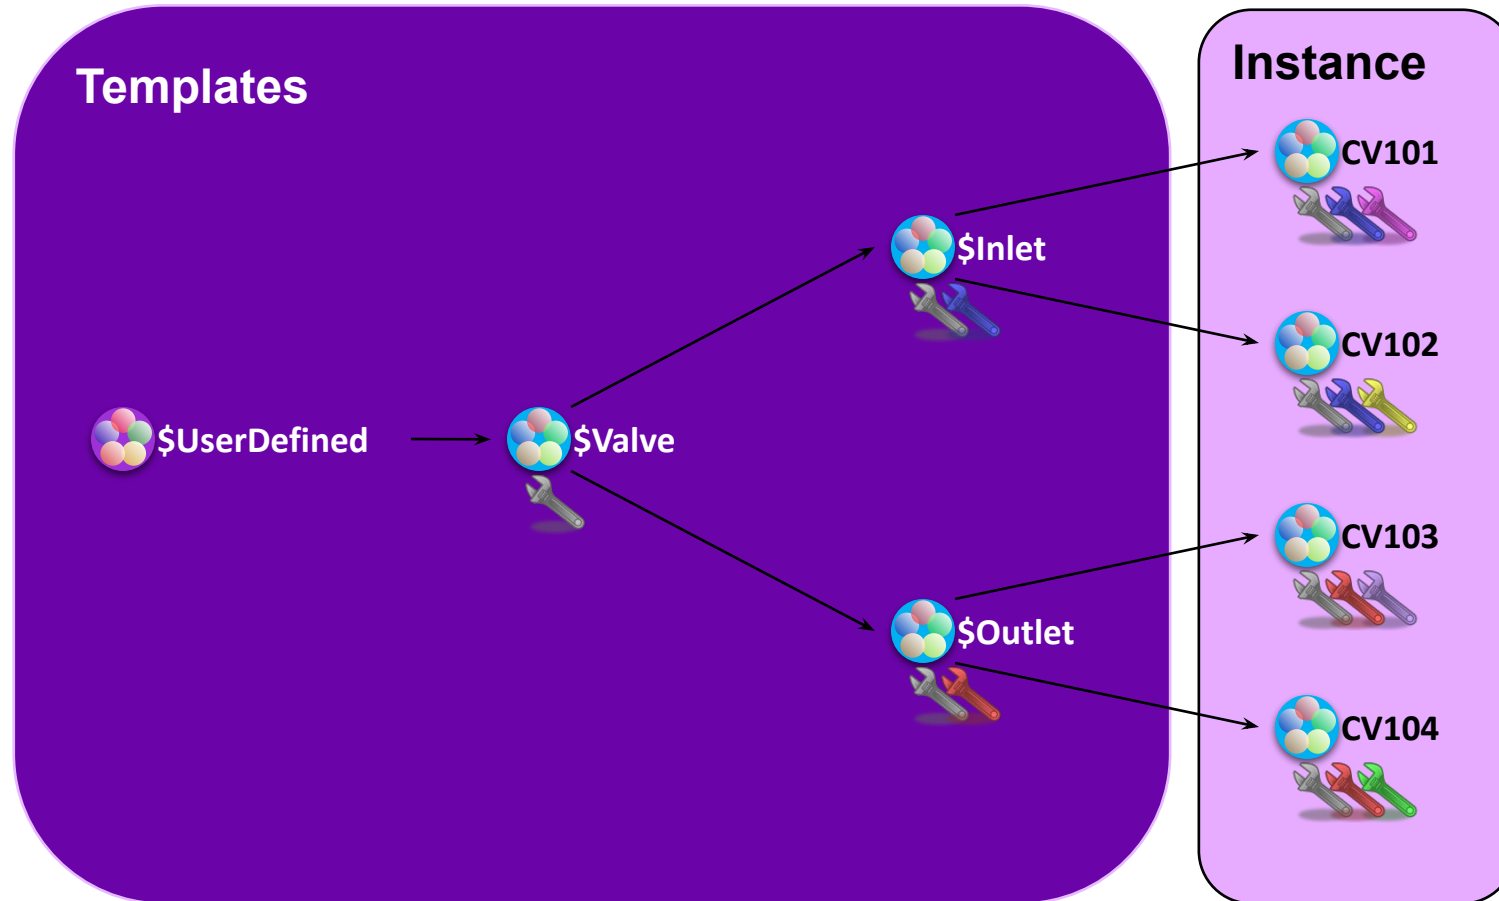 Templates
Instance
CV101
$Inlet
CV102
$UserDefined
$Valve
CV103
$Outlet
CV104